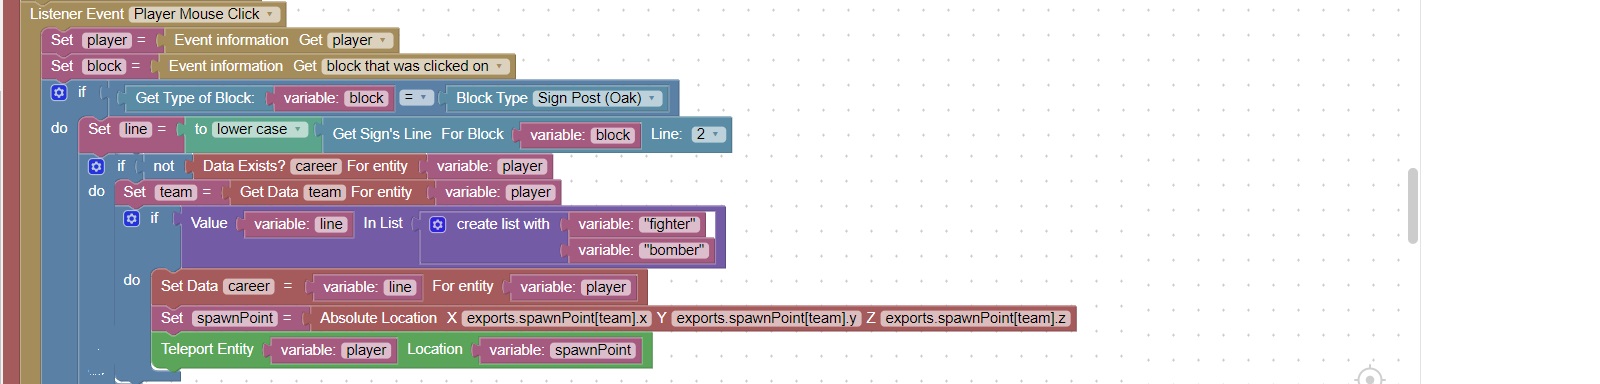 Listener Event Player Mouse Click
Set player = Event information Get player
Set block = Event information Get block that was clicked on
if Get Type of Block: variable: block = Block Type Sign Post (Oak)
do Set line = to lower case Get Sign's Line For Block variable: block Line: 2
if not Data Exists? career For entity variable: player
do Set team = Get Data team For entity variable: player
if Value variable: line In List create list with variable: "fighter"
variable: "bomber"
do Set Data career = variable: line For entity variable: player
Set spawnPoint = Absolute Location X exports.spawnPoint[team].x Y exports.spawnPoint[team].y Z exports.spawnPoint[team].z
Teleport Entity variable: player Location variable: spawnPoint